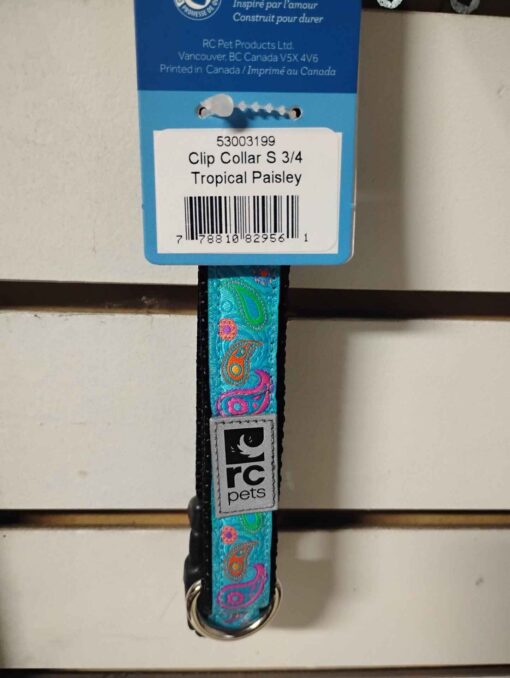 Inspiré par l'amour
Construit pour durer
RC Pet Products Ltd.
Vancouver, BC Canada V5X 4V6
Printed in Canada / Imprimé au Canada
53003199
Clip Collar S 3/4
Tropical Paisley
7 78810 82956 1
rc
pets